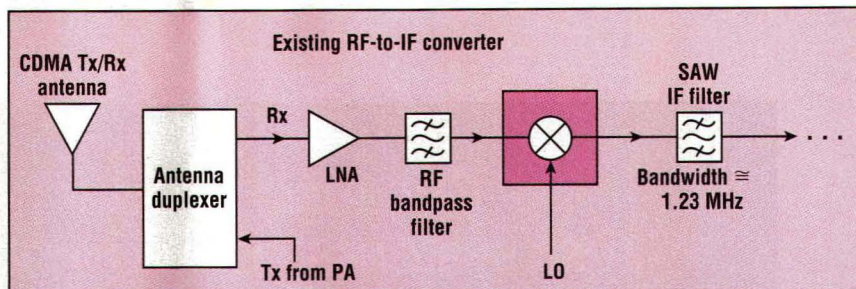 Existing RF-to-IF converter
CDMA Tx/Rx
antenna
Antenna
duplexer
Rx
LNA
RF
bandpass
filter
SAW
IF filter
Bandwidth ≅
1.23 MHz
Tx from PA
LO